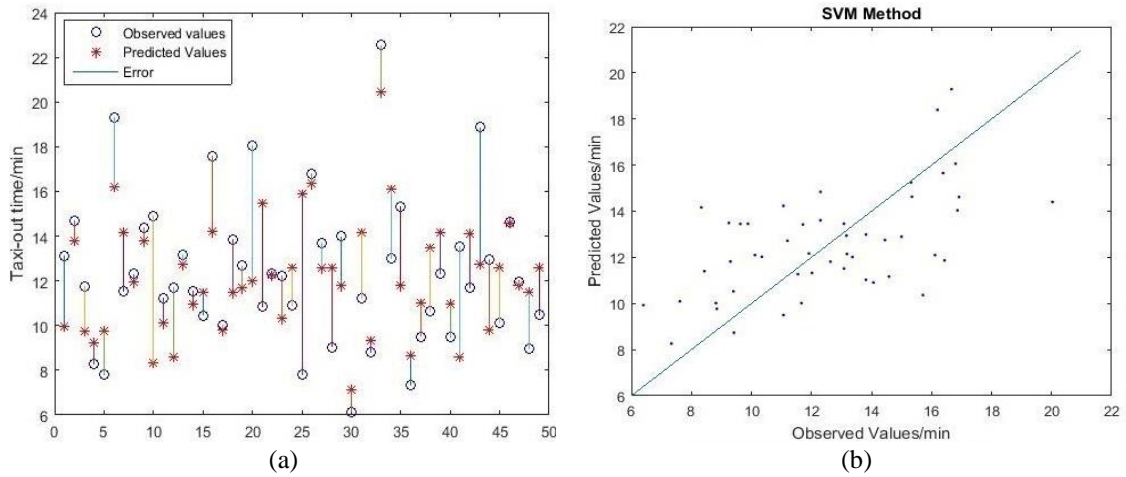 24
22
20
18
16
14
12
10
8
6
0 5 10 15 20 25 30 35 40 45 50
Taxi-out time/min
Observed values
Predicted Values
Error
(a)
SVM Method
22
20
18
16
14
12
10
8
6
6 8 10 12 14 16 18 20 22
Predicted Values/min
Observed Values/min
(b)